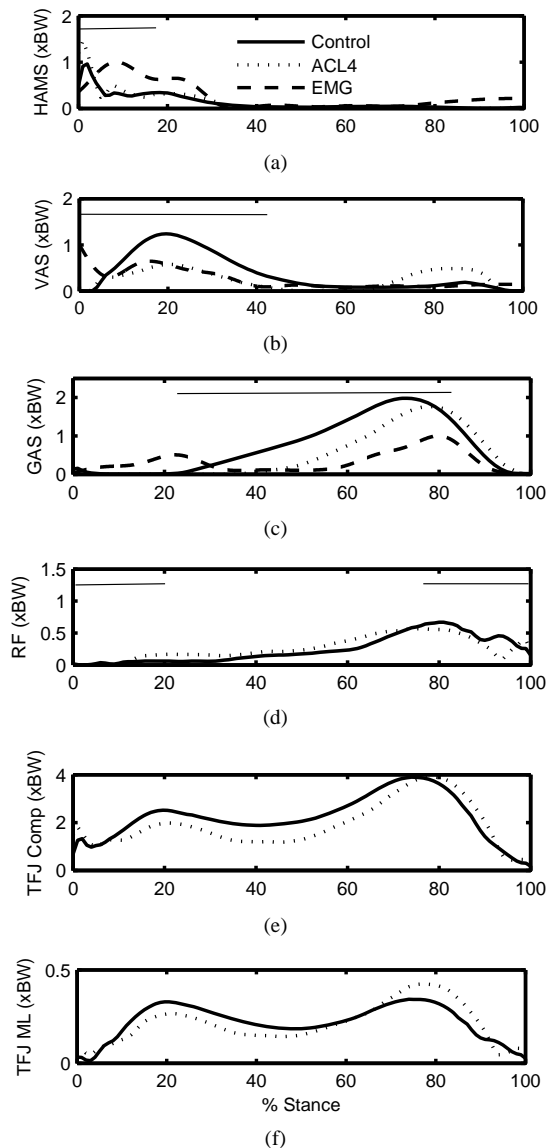 HAMS (xBW)
2
1
0
Control
ACL4
EMG
0 20 40 60 80 100
(a)
VAS (xBW)
2
1
0
0 20 40 60 80 100
(b)
GAS (xBW)
2
1
0
0 20 40 60 80 100
(c)
RF (xBW)
1.5
1
0.5
0
0 20 40 60 80 100
(d)
TFJ Comp (xBW)
4
2
0
0 20 40 60 80 100
(e)
TFJ ML (xBW)
0.5
0
0 20 40 60 80 100
% Stance
(f)